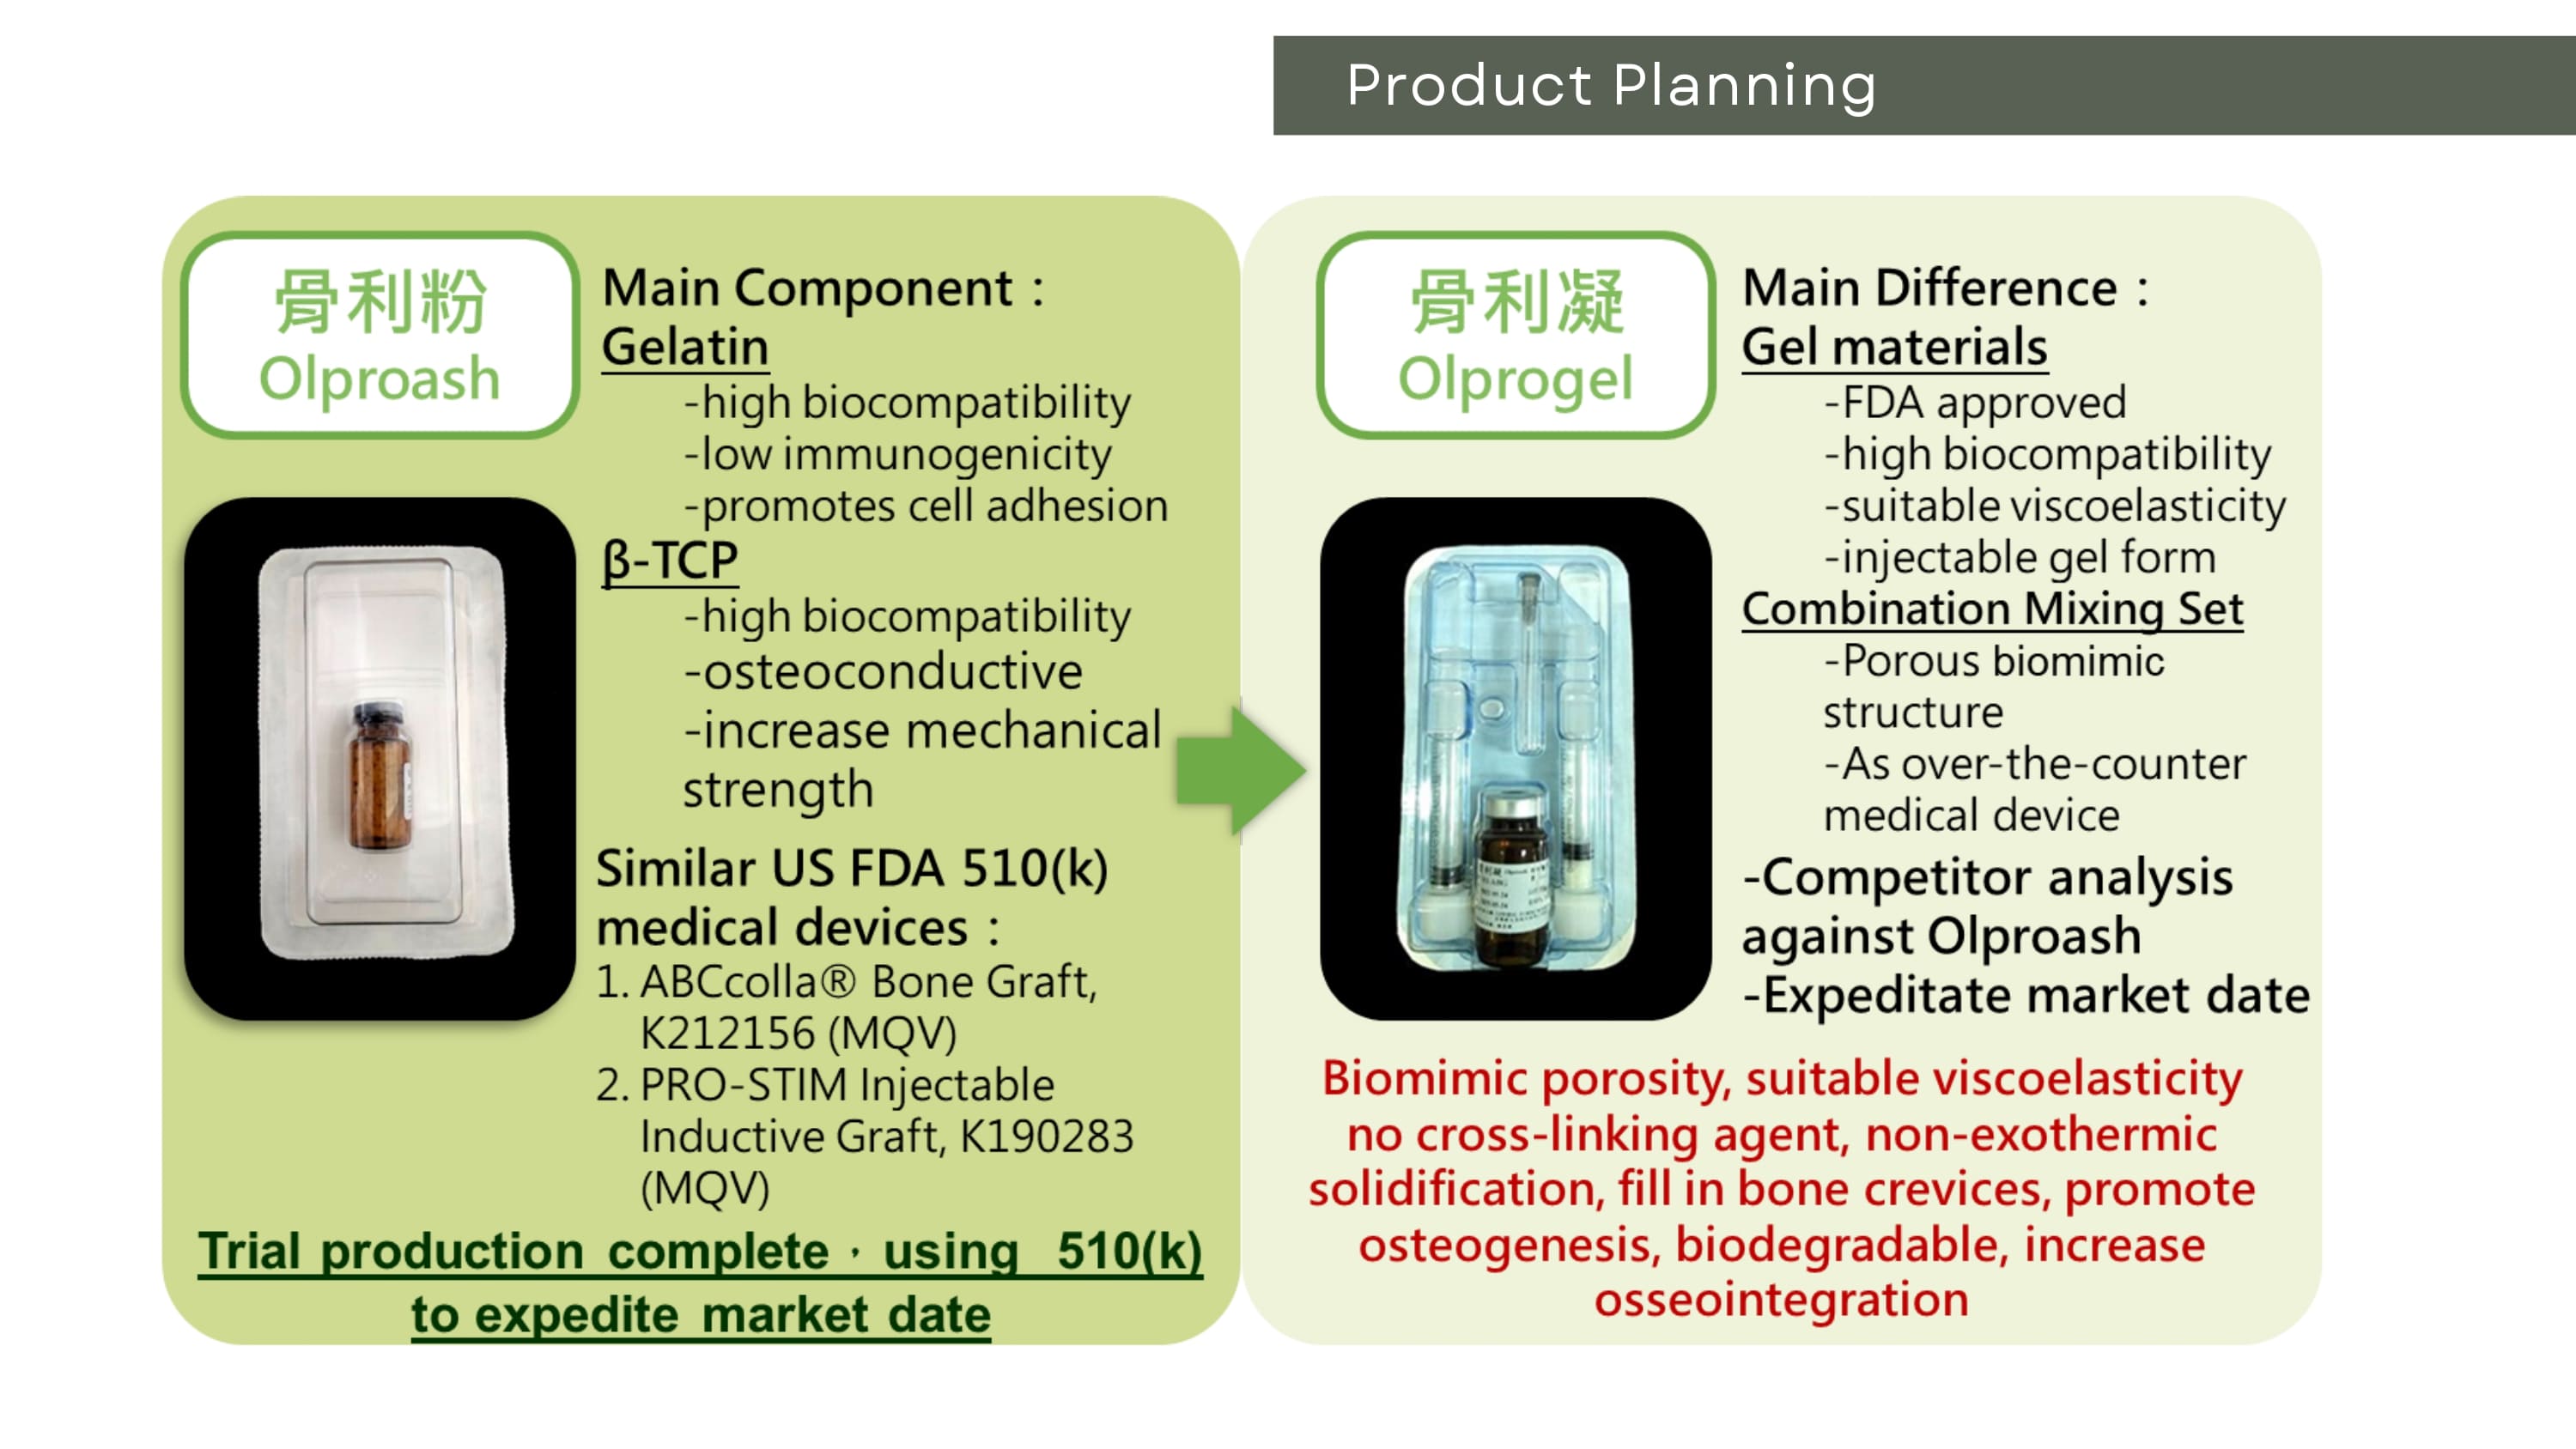 Product Planning
骨利粉
Olproash
Main Component：
Gelatin
-high biocompatibility
-low immunogenicity
-promotes cell adhesion
β-TCP
-high biocompatibility
-osteoconductive
-increase mechanical
strength
Similar US FDA 510(k)
medical devices：
1. ABCcolla® Bone Graft,
K212156 (MQV)
2. PRO-STIM Injectable
Inductive Graft, K190283
(MQV)
Trial production complete，using 510(k)
to expedite market date
骨利凝
Olprogel
Main Difference：
Gel materials
-FDA approved
-high biocompatibility
-suitable viscoelasticity
-injectable gel form
Combination Mixing Set
-Porous biomimic
structure
-As over-the-counter
medical device
-Competitor analysis
against Olproash
-Expeditate market date
Biomimic porosity, suitable viscoelasticity
no cross-linking agent, non-exothermic
solidification, fill in bone crevices, promote
osteogenesis, biodegradable, increase
osseointegration